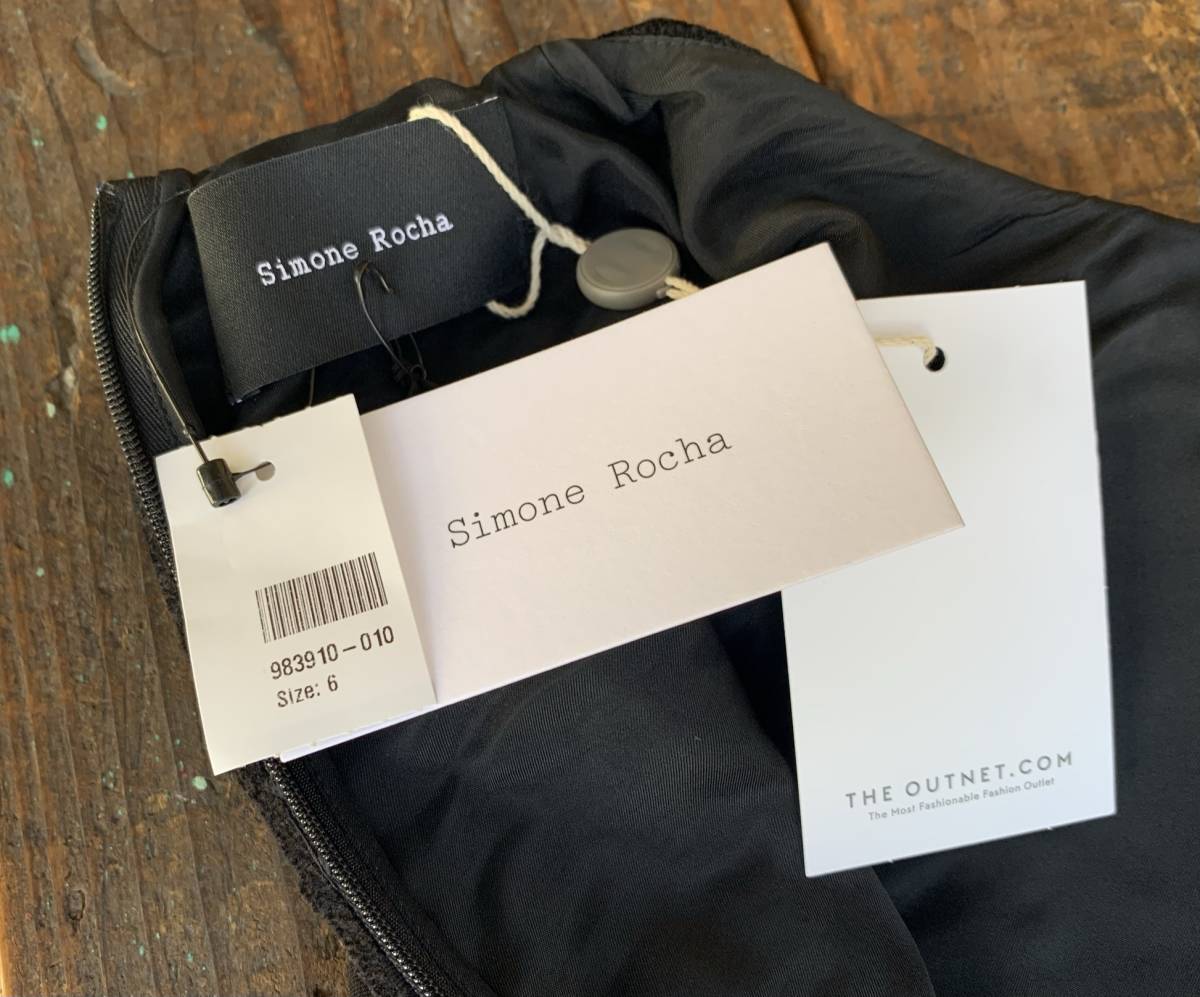 Simone Rocha
Simone Rocha
983910-010
Size: 6
THE OUTNET.COM
The Most Fashionable Fashion Outlet